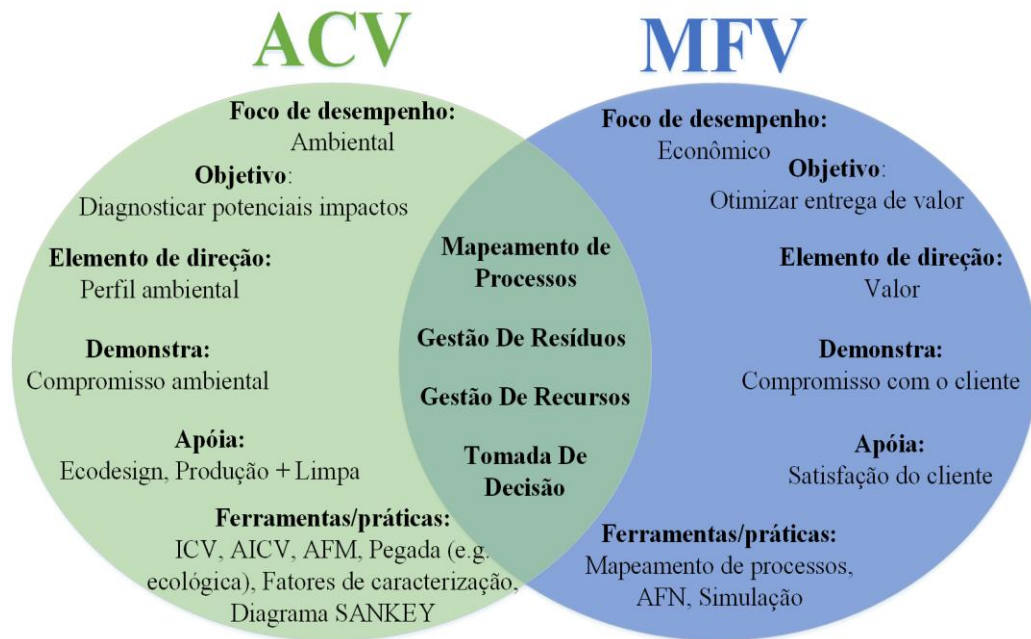 ACV
MFV
Foco de desempenho:
Ambiental
Objetivo:
Diagnosticar potenciais impactos
Elemento de direção:
Perfil ambiental
Demonstra:
Compromisso ambiental
Apóia:
Ecodesign, Produção + Limpa
Ferramentas/práticas:
ICV, AICV, AFM, Pegada (e.g.
ecológica), Fatores de caracterização,
Diagrama SANKEY
Mapeamento de
Processos
Gestão De Resíduos
Gestão De Recursos
Tomada De
Decisão
Foco de desempenho:
Econômico
Objetivo:
Otimizar entrega de valor
Elemento de direção:
Valor
Demonstra:
Compromisso com o cliente
Apóia:
Satisfação do cliente
Ferramentas/práticas:
Mapeamento de processos,
AFN, Simulação